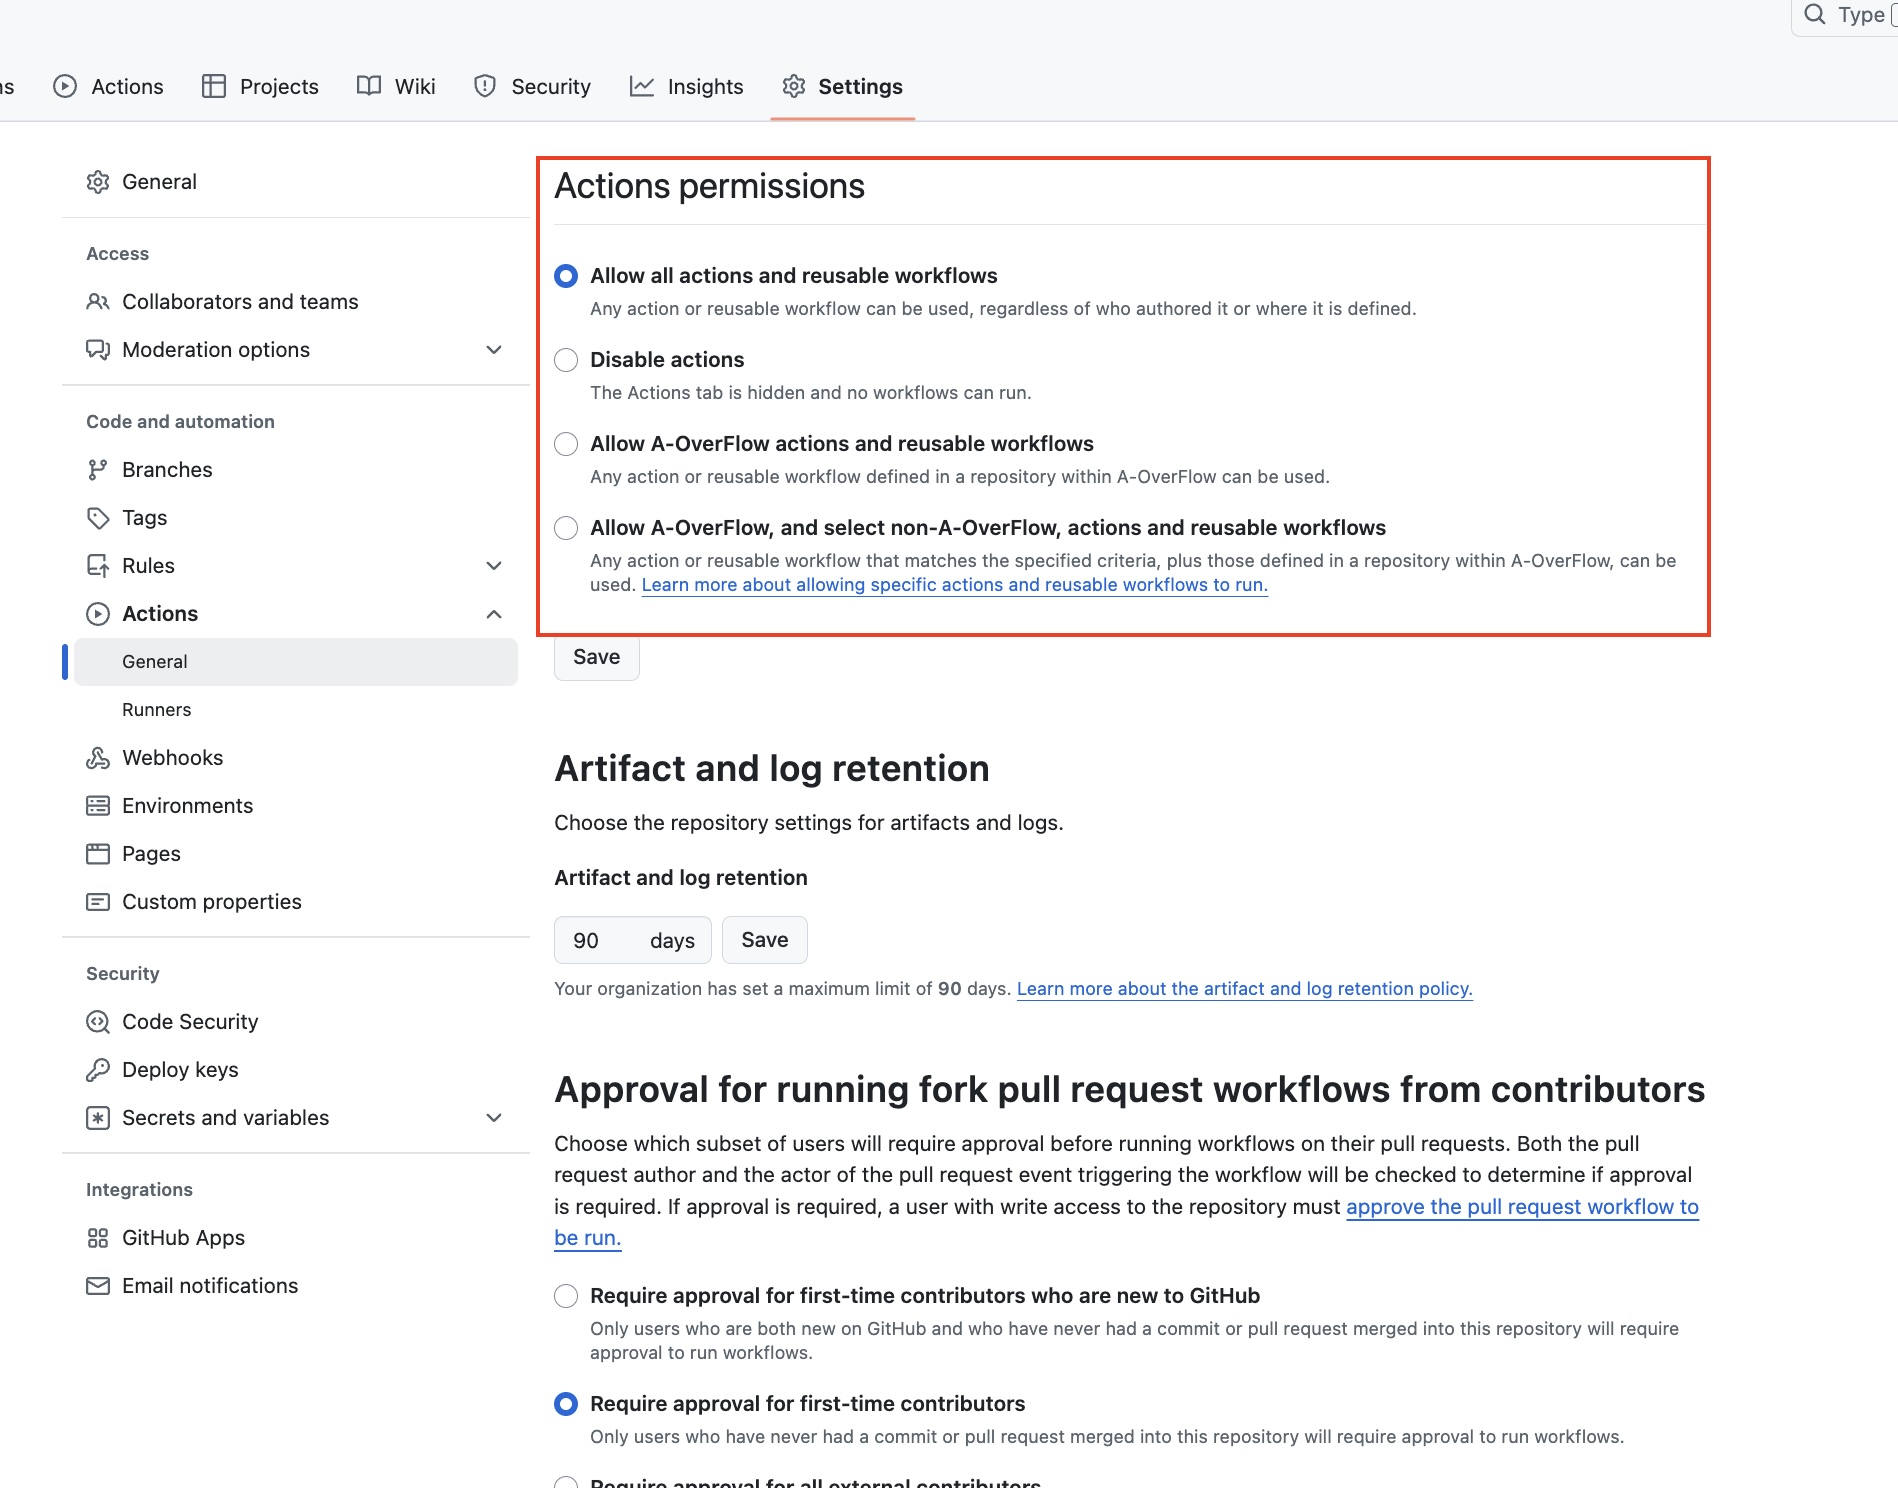 Type
ns
Actions
Projects
Wiki
Security
Insights
Settings
General
Access
Collaborators and teams
Moderation options
Code and automation
Branches
Tags
Rules
Actions
General
Runners
Webhooks
Environments
Pages
Custom properties
Security
Code Security
Deploy keys
Secrets and variables
Integrations
GitHub Apps
Email notifications
Actions permissions
Allow all actions and reusable workflows
Any action or reusable workflow can be used, regardless of who authored it or where it is defined.
Disable actions
The Actions tab is hidden and no workflows can run.
Allow A-OverFlow actions and reusable workflows
Any action or reusable workflow defined in a repository within A-OverFlow can be used.
Allow A-OverFlow, and select non-A-OverFlow, actions and reusable workflows
Any action or reusable workflow that matches the specified criteria, plus those defined in a repository within A-OverFlow, can be
used. Learn more about allowing specific actions and reusable workflows to run.
Save
Artifact and log retention
Choose the repository settings for artifacts and logs.
Artifact and log retention
90 days
Save
Your organization has set a maximum limit of 90 days. Learn more about the artifact and log retention policy.
Approval for running fork pull request workflows from contributors
Choose which subset of users will require approval before running workflows on their pull requests. Both the pull
request author and the actor of the pull request event triggering the workflow will be checked to determine if approval
is required. If approval is required, a user with write access to the repository must approve the pull request workflow to
be run.
Require approval for first-time contributors who are new to GitHub
Only users who are both new on GitHub and who have never had a commit or pull request merged into this repository will require
approval to run workflows.
Require approval for first-time contributors
Only users who have never had a commit or pull request merged into this repository will require approval to run workflows.
Require approval for all external contributors